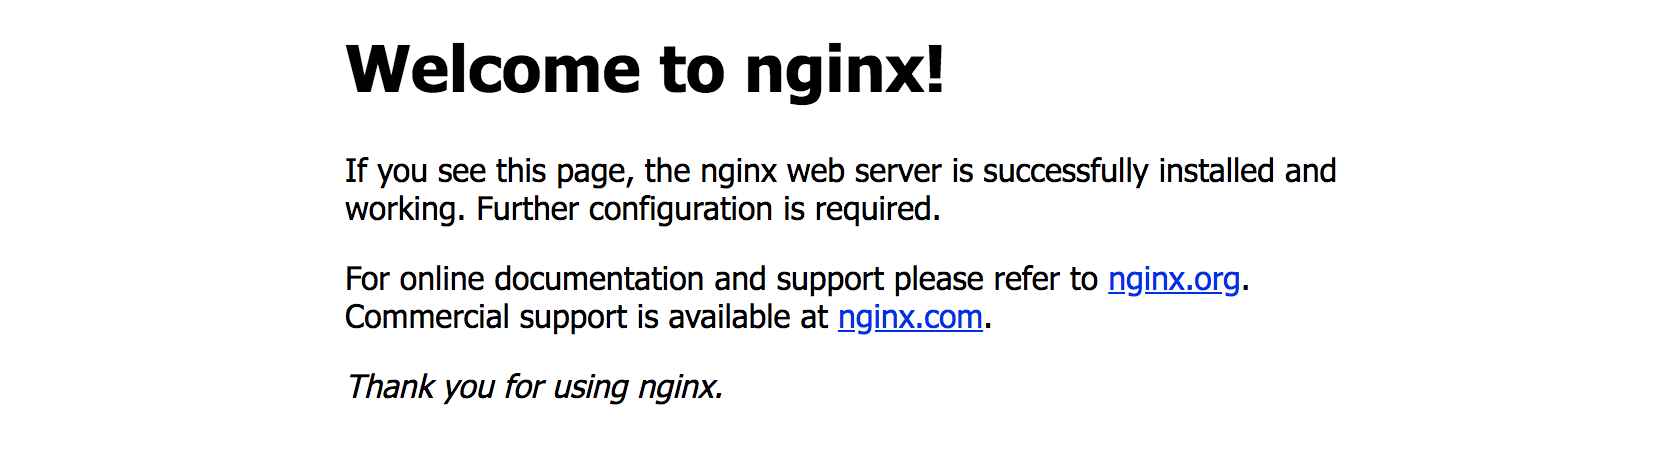 Welcome to nginx!
If you see this page, the nginx web server is successfully installed and
working. Further configuration is required.
For online documentation and support please refer to nginx.org.
Commercial support is available at nginx.com.
Thank you for using nginx.